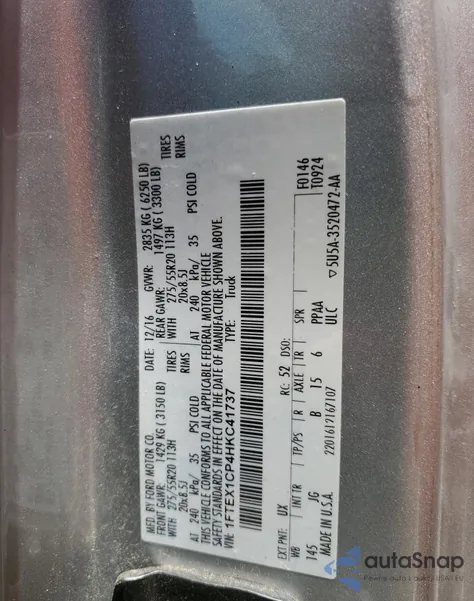 MFD. BY FORD MOTOR CO.
DATE: 12/16 GVWR: 2835 KG ( 6250 LB)
FRONT GAWR: 1429 KG ( 3150 LB) REAR GAWR: 1497 KG ( 3300 LB)
WITH 275/55R20 113H TIRES WITH 275/55R20 113H TIRES
20x8.5J RIMS 20x8.5J RIMS
AT 240 kPa/ 35 PSI COLD AT 240 kPa/ 35 PSI COLD
THIS VEHICLE CONFORMS TO ALL APPLICABLE FEDERAL MOTOR VEHICLE
SAFETY STANDARDS IN EFFECT ON THE DATE OF MANUFACTURE SHOWN ABOVE.
VIN: 1FTEX1CP4HKC41737 TYPE: Truck
F0146
T0924
EXT PNT: UX RC: 52 DSO:
WB INT TR TP/PS R AXLE TR SPR
145 JG B 15 6 PPAA
ULC
MADE IN U.S.A. 2201612167107
▽5U5A-3520472-AA
autoSnap